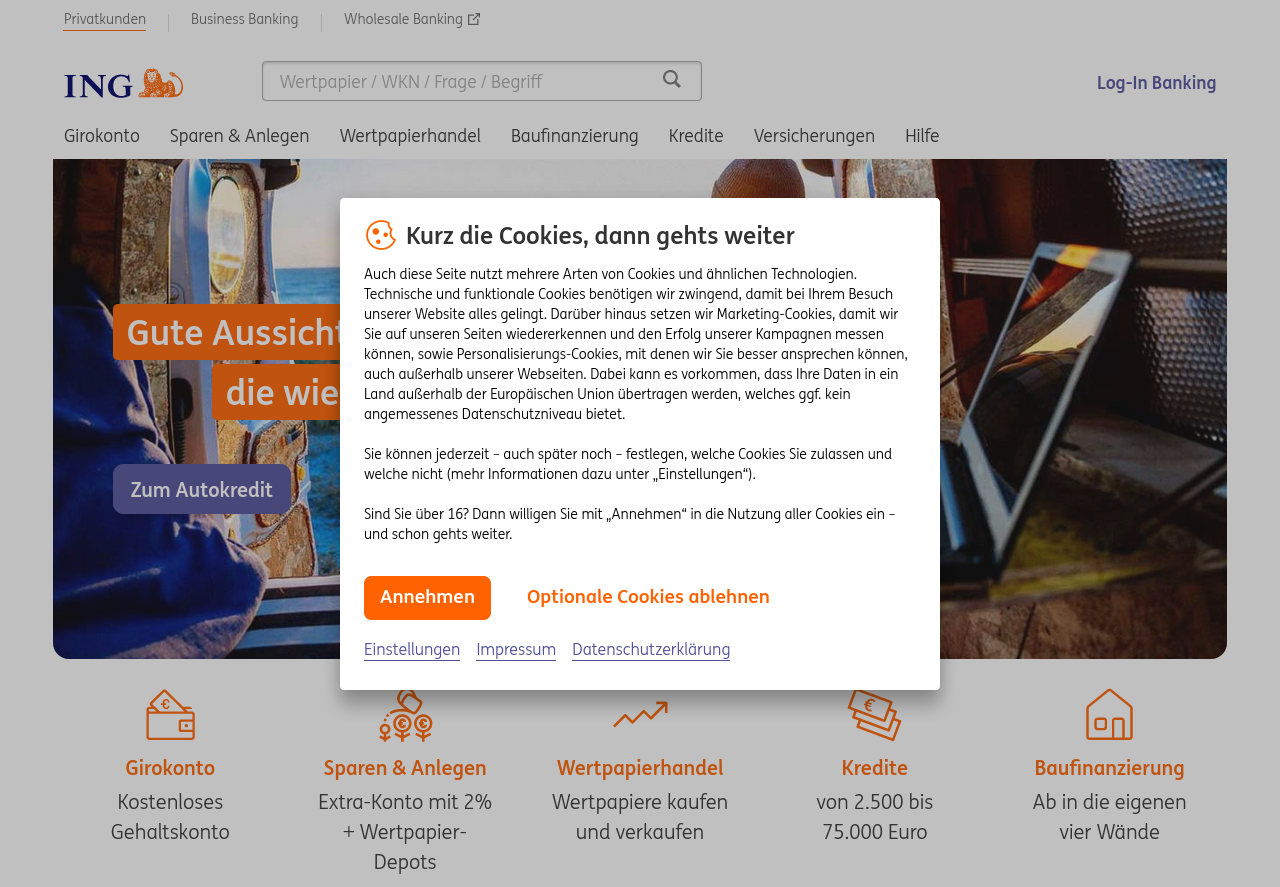 Privatkunden
Business Banking
Wholesale Banking
ING
Wertpapier / WKN / Frage / Begriff
Log-In Banking
Girokonto
Sparen & Anlegen
Wertpapierhandel
Baufinanzierung
Kredite
Versicherungen
Hilfe
Gute Aussicht
die wie
Zum Autokredit
Kurz die Cookies, dann gehts weiter
Auch diese Seite nutzt mehrere Arten von Cookies und ähnlichen Technologien.
Technische und funktionale Cookies benötigen wir zwingend, damit bei Ihrem Besuch
unserer Website alles gelingt. Darüber hinaus setzen wir Marketing-Cookies, damit wir
Sie auf unseren Seiten wiedererkennen und den Erfolg unserer Kampagnen messen
können, sowie Personalisierungs-Cookies, mit denen wir Sie besser ansprechen können,
auch außerhalb unserer Webseiten. Dabei kann es vorkommen, dass Ihre Daten in ein
Land außerhalb der Europäischen Union übertragen werden, welches ggf. kein
angemessenes Datenschutzniveau bietet.
Sie können jederzeit – auch später noch – festlegen, welche Cookies Sie zulassen und
welche nicht (mehr Informationen dazu unter „Einstellungen“).
Sind Sie über 16? Dann willigen Sie mit „Annehmen“ in die Nutzung aller Cookies ein –
und schon gehts weiter.
Annehmen
Optionale Cookies ablehnen
Einstellungen
Impressum
Datenschutzerklärung
Girokonto
Kostenloses
Gehaltskonto
Sparen & Anlegen
Extra-Konto mit 2%
+ Wertpapier-
Depots
Wertpapierhandel
Wertpapiere kaufen
und verkaufen
Kredite
von 2.500 bis
75.000 Euro
Baufinanzierung
Ab in die eigenen
vier Wände